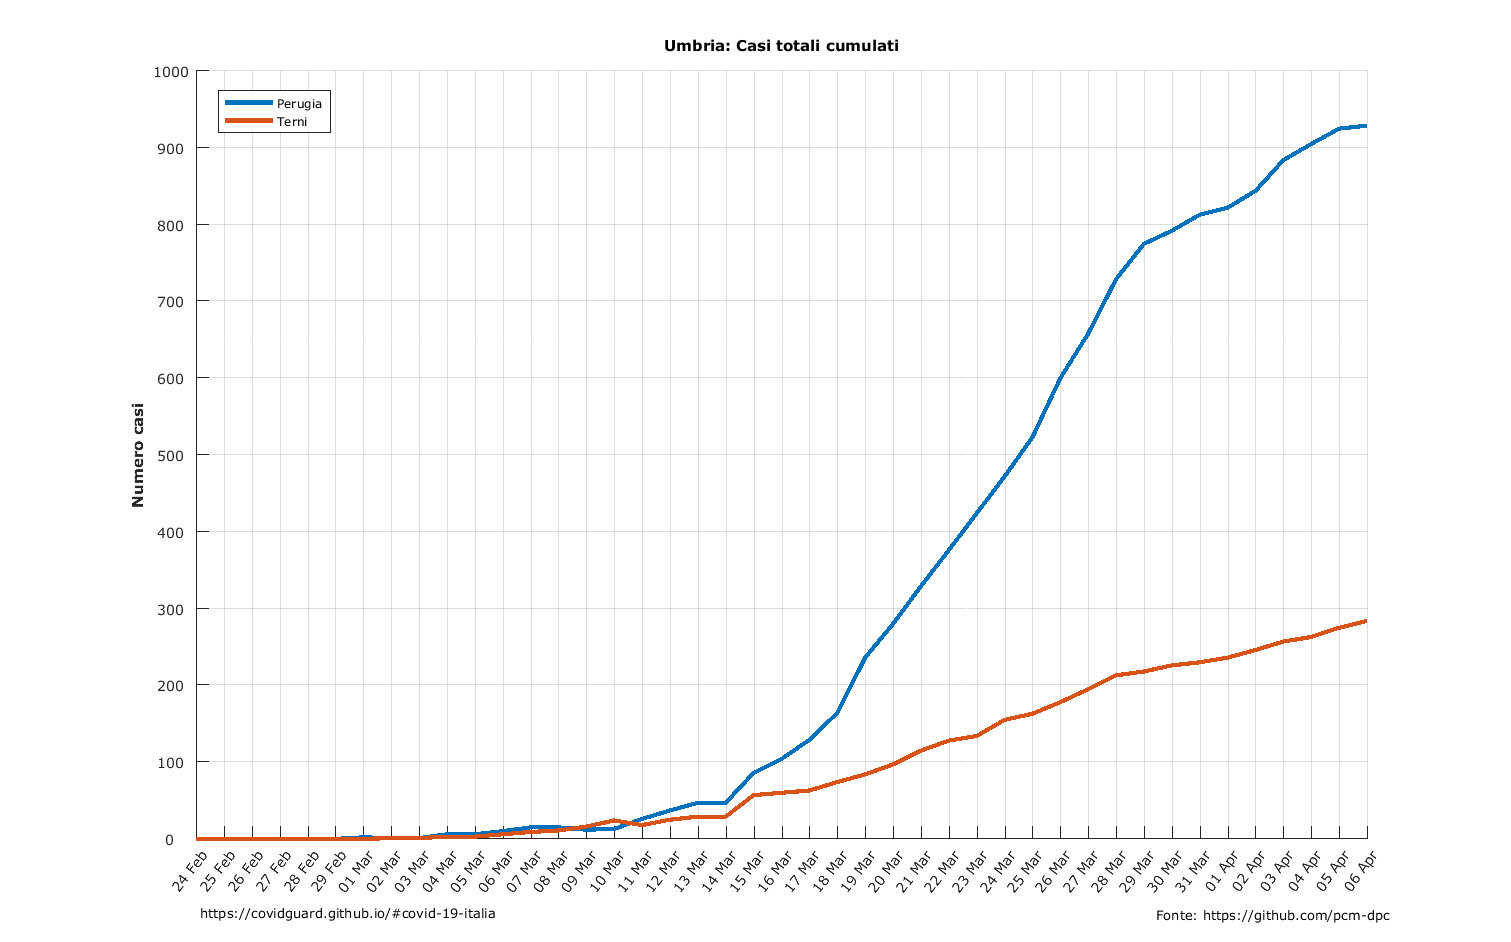 Umbria: Casi totali cumulati
Perugia
Terni
Numero casi
1000
900
800
700
600
500
400
300
200
100
0
24 Feb
25 Feb
26 Feb
27 Feb
28 Feb
29 Feb
01 Mar
02 Mar
03 Mar
04 Mar
05 Mar
06 Mar
07 Mar
08 Mar
09 Mar
10 Mar
11 Mar
12 Mar
13 Mar
14 Mar
15 Mar
16 Mar
17 Mar
18 Mar
19 Mar
20 Mar
21 Mar
22 Mar
23 Mar
24 Mar
25 Mar
26 Mar
27 Mar
28 Mar
29 Mar
30 Mar
31 Mar
01 Apr
02 Apr
03 Apr
04 Apr
05 Apr
06 Apr
https://covidguard.github.io/#covid-19-italia
Fonte: https://github.com/pcm-dpc